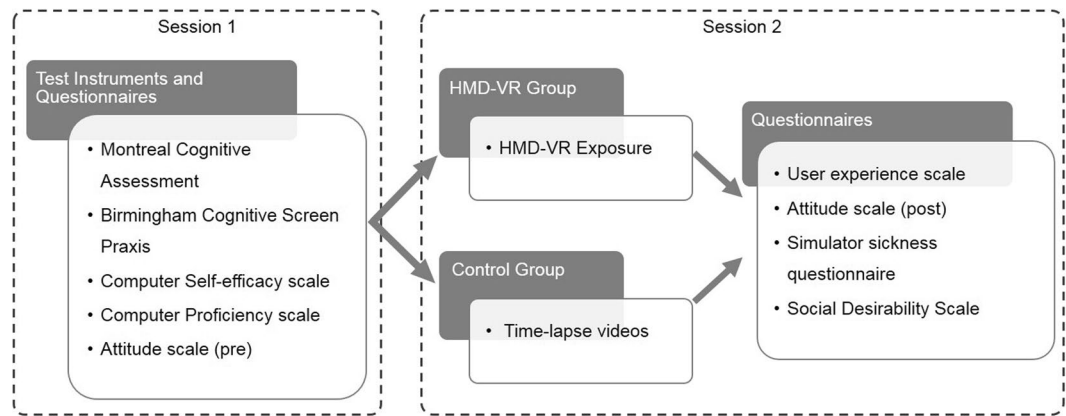 Session 1
Test Instruments and
Questionnaires
• Montreal Cognitive
Assessment
• Birmingham Cognitive Screen
Praxis
• Computer Self-efficacy scale
• Computer Proficiency scale
• Attitude scale (pre)
Session 2
HMD-VR Group
• HMD-VR Exposure
Control Group
• Time-lapse videos
Questionnaires
• User experience scale
• Attitude scale (post)
• Simulator sickness
questionnaire
• Social Desirability Scale